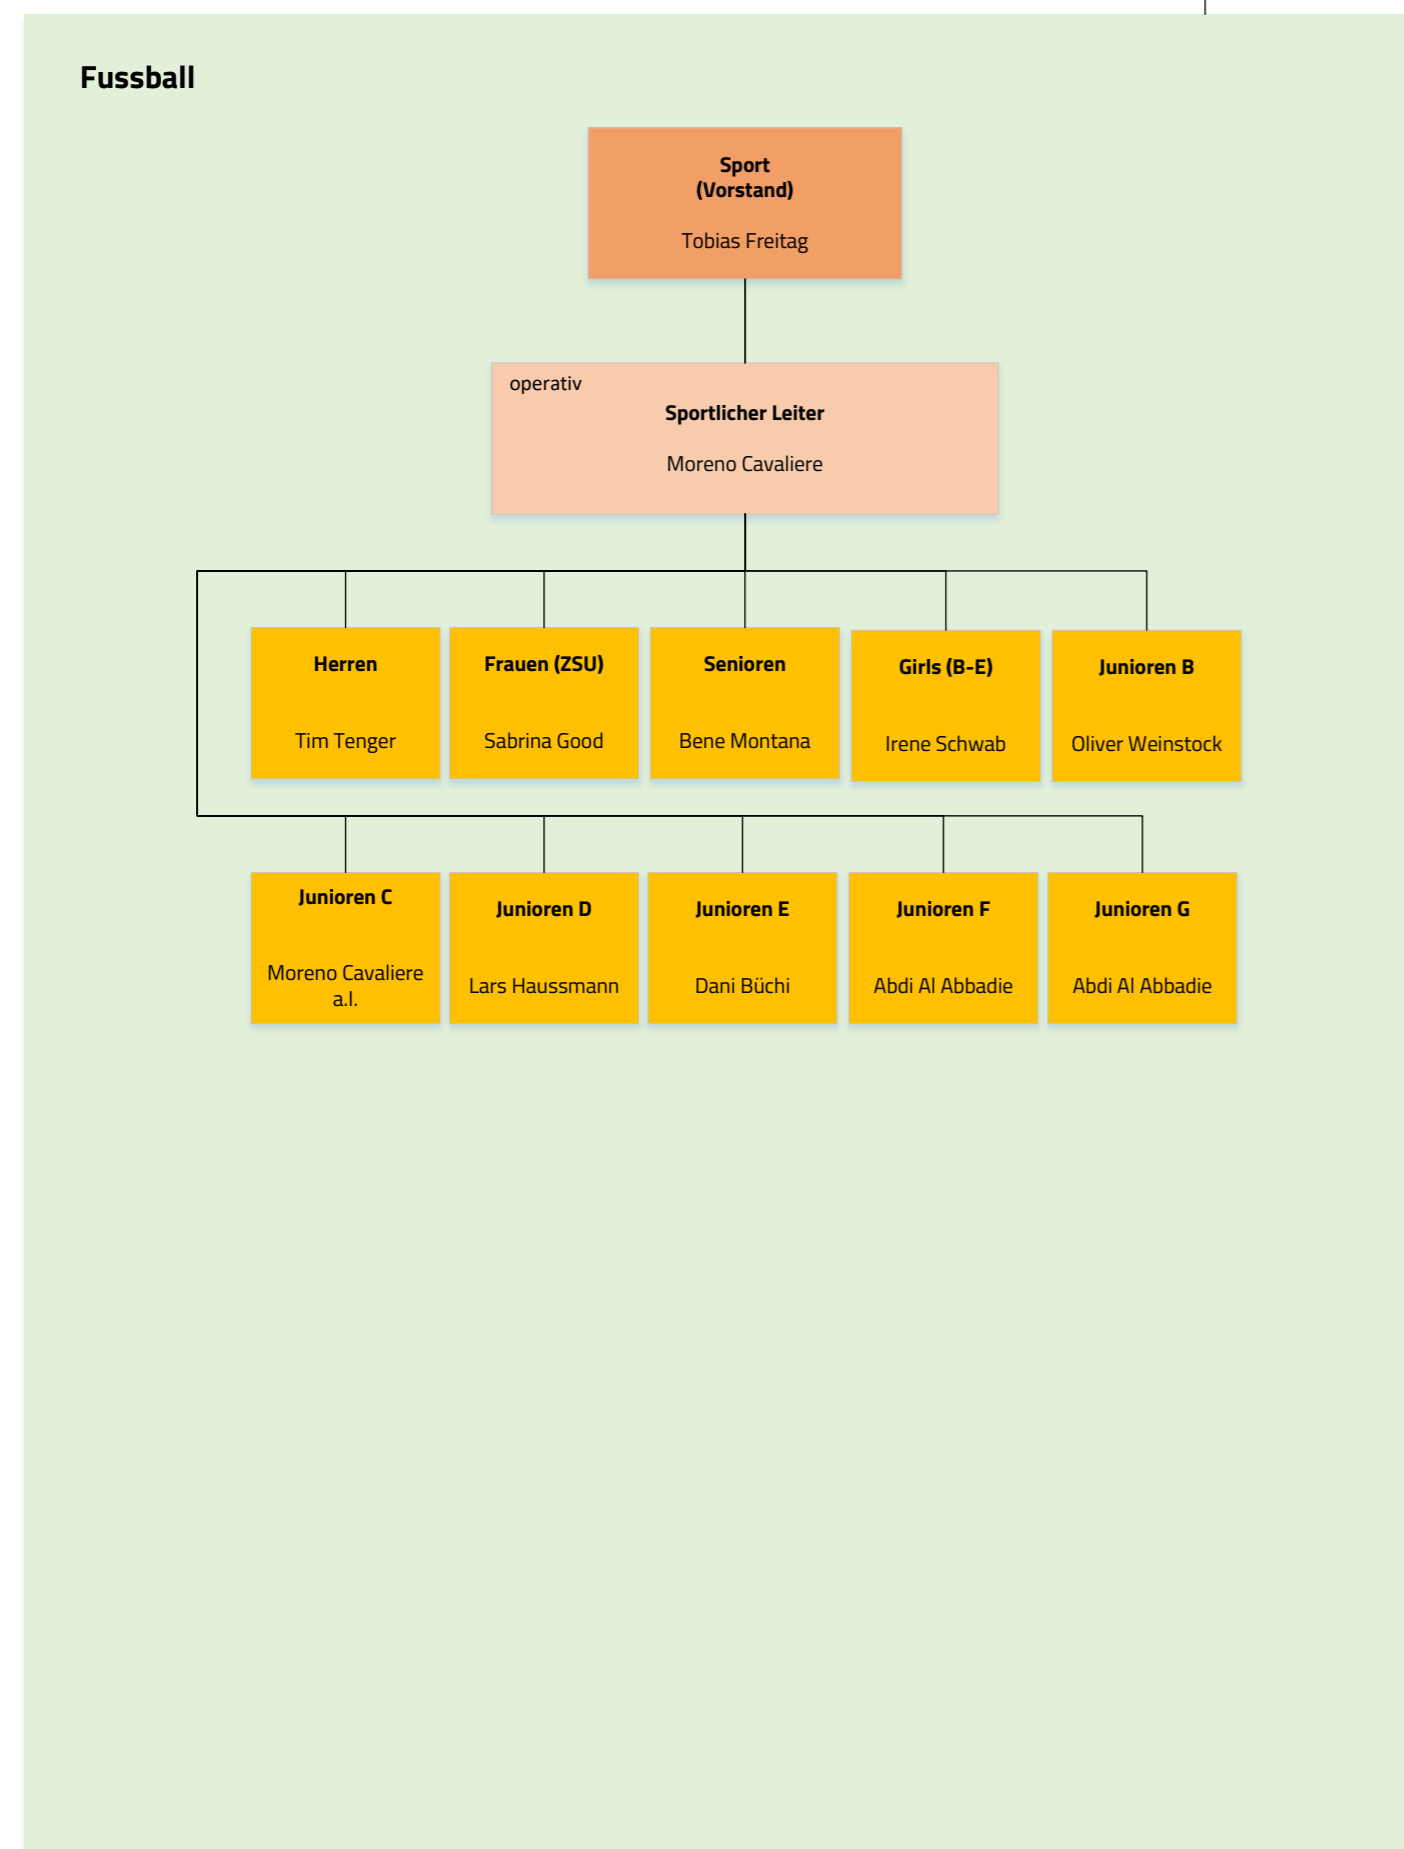 Fussball
Sport
(Vorstand)
Tobias Freitag
operativ
Sportlicher Leiter
Moreno Cavaliere
Herren
Tim Tenger
Frauen (ZSU)
Sabrina Good
Senioren
Bene Montana
Girls (B-E)
Irene Schwab
Junioren B
Oliver Weinstock
Junioren C
Moreno Cavaliere
a.I.
Junioren D
Lars Haussmann
Junioren E
Dani Büchi
Junioren F
Abdi Al Abbadie
Junioren G
Abdi Al Abbadie